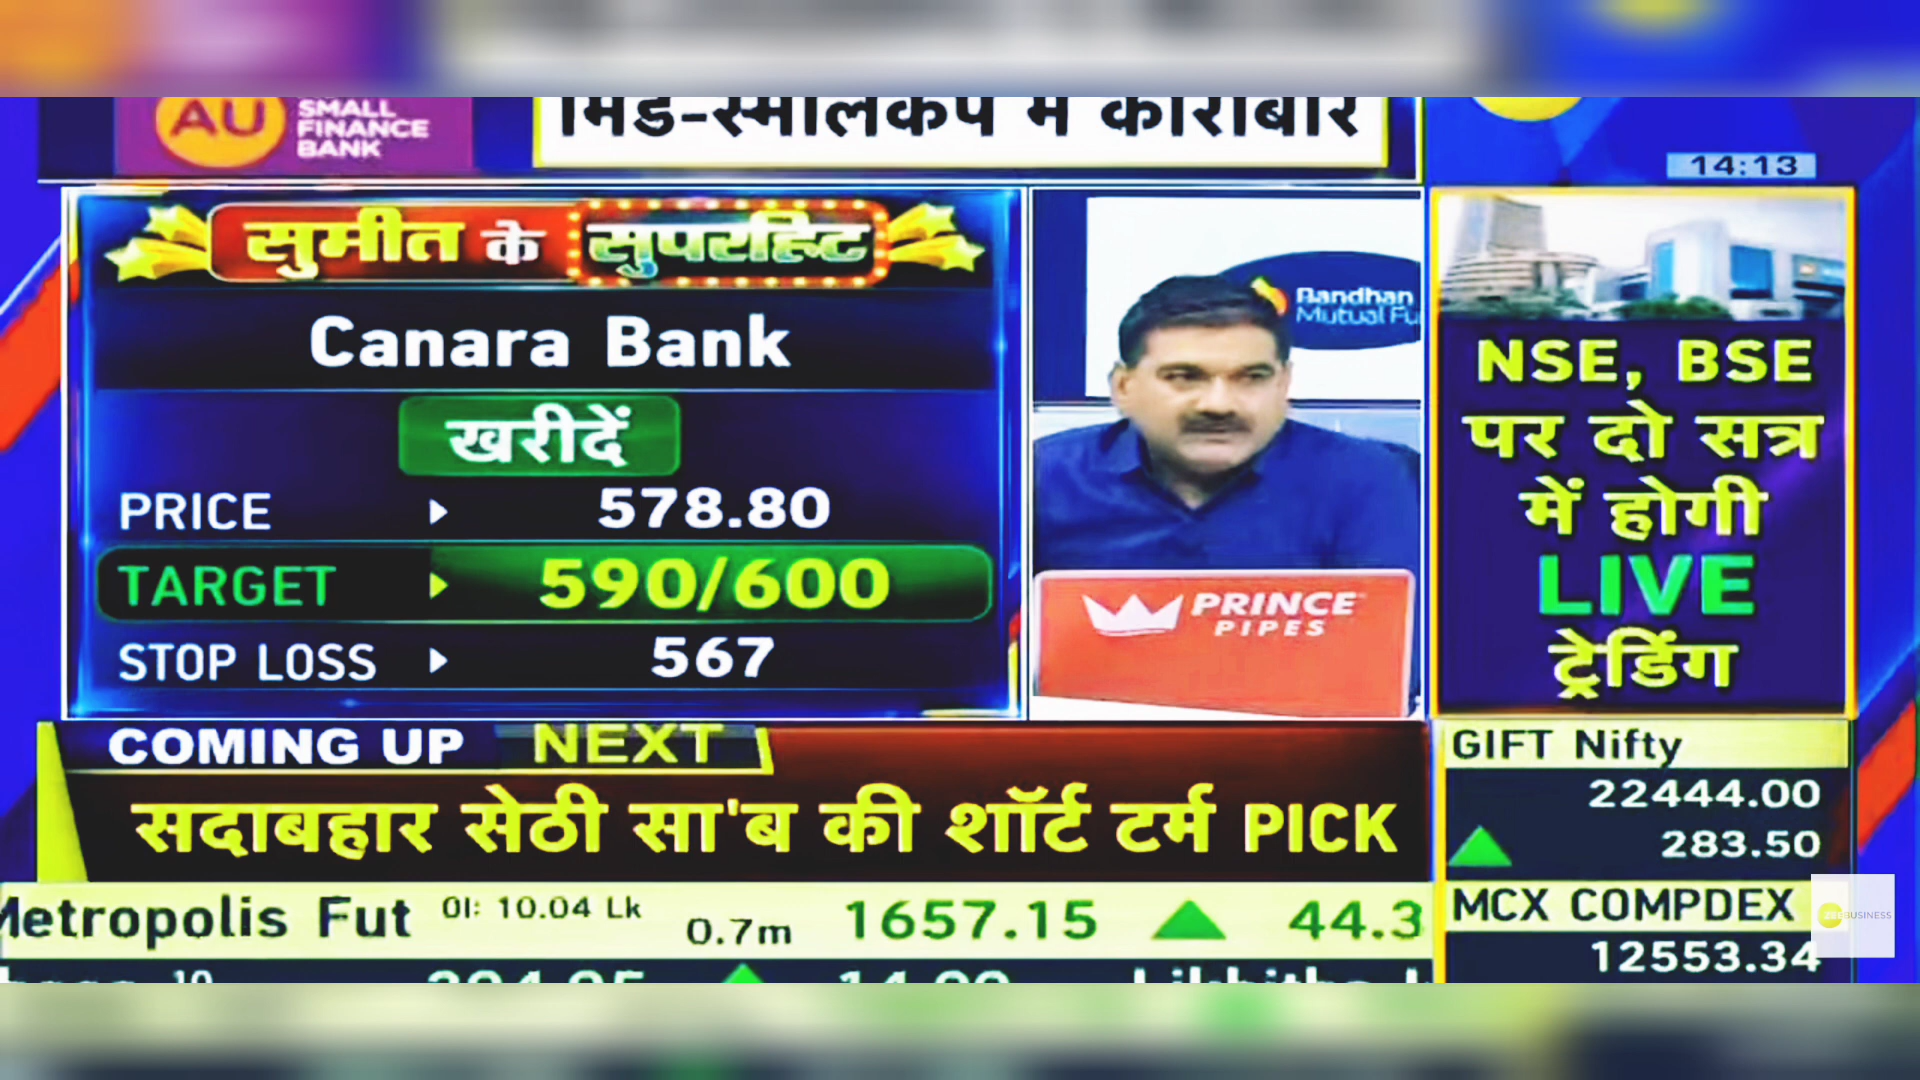 AU SMALL
FINANCE
BANK
मिड-स्मॉलकैप में कारोबार
14:13
सुमीत के सुपरहिट
Canara Bank
खरीदें
PRICE 578.80
TARGET 590/600
STOP LOSS 567
Bandhan
Mutual Fu
PRINCE
PIPES
NSE, BSE
पर दो सत्र
में होगी
LIVE
ट्रेडिंग
COMING UP NEXT
सदाबहार सेठी सा'ब की शॉर्ट टर्म PICK
GIFT Nifty
22444.00
283.50
MCX COMPDEX
12553.34
ZEE BUSINESS
Metropolis Fut OI: 10.04 Lk 0.7m 1657.15 44.3